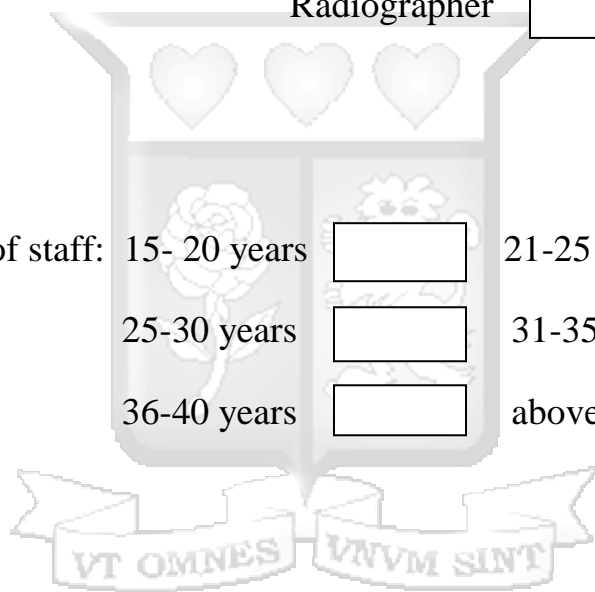 Radiographer
of staff: 15- 20 years 21-25
25-30 years 31-35
36-40 years above
VT OMNES VNVM SINT